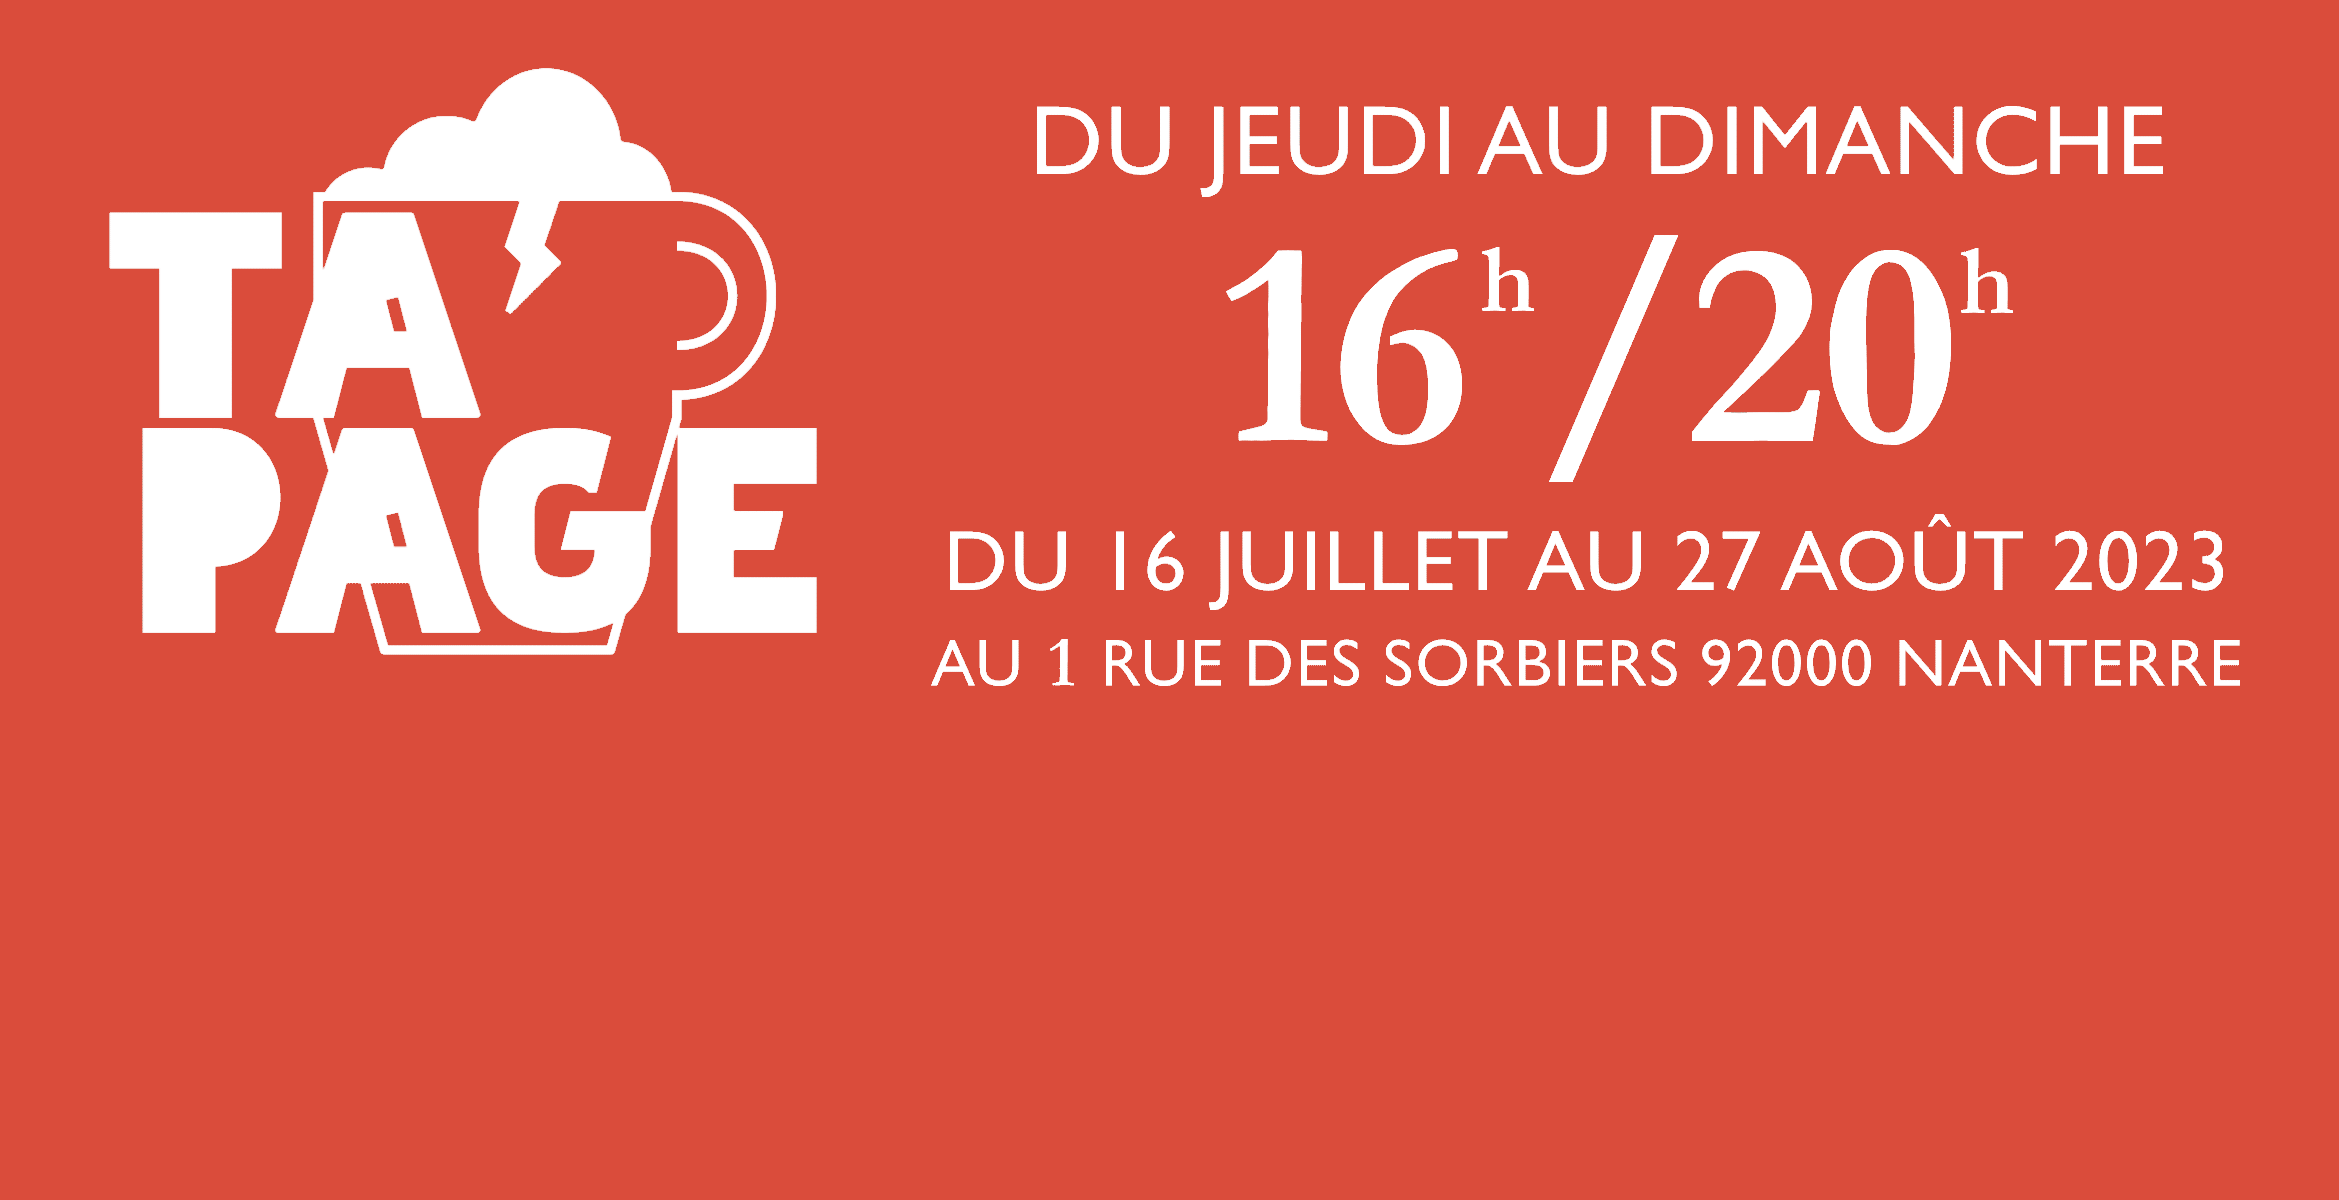 TA
PAGE
DU JEUDI AU DIMANCHE
16h/20h
DU 16 JUILLET AU 27 AOÛT 2023
AU 1 RUE DES SORBIERS 92000 NANTERRE